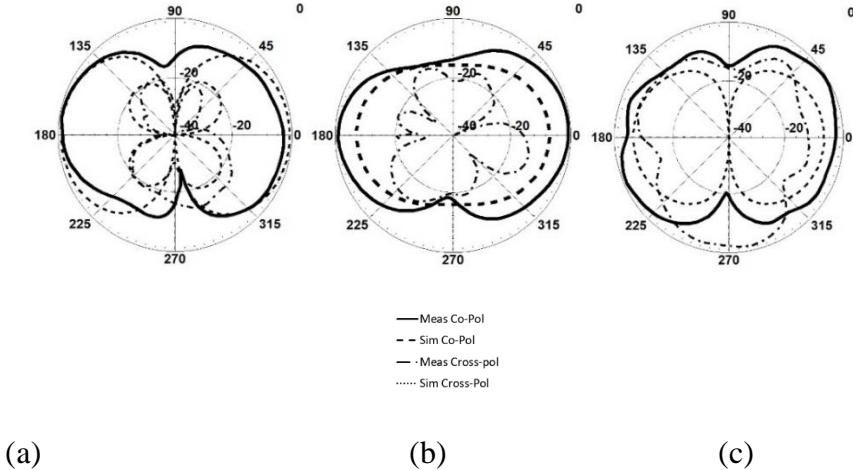 90 0 90 (b) 0 90 (c) 0
135 45 135 45 135 45
-20 -20 -20
180 -40 -20 0 180 -40 -20 0 180 -40 -20 0
225 315 225 315 225 315
270 270 270
Meas Co-Pol
Sim Co-Pol
Meas Cross-pol
Sim Cross-Pol
(a) (b) (c)